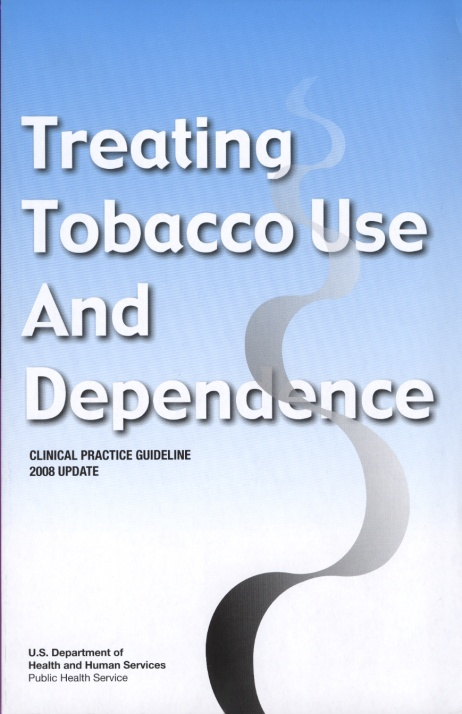 Treating
Tobacco Use
And
Dependence
CLINICAL PRACTICE GUIDELINE
2008 UPDATE
U.S. Department of
Health and Human Services
Public Health Service